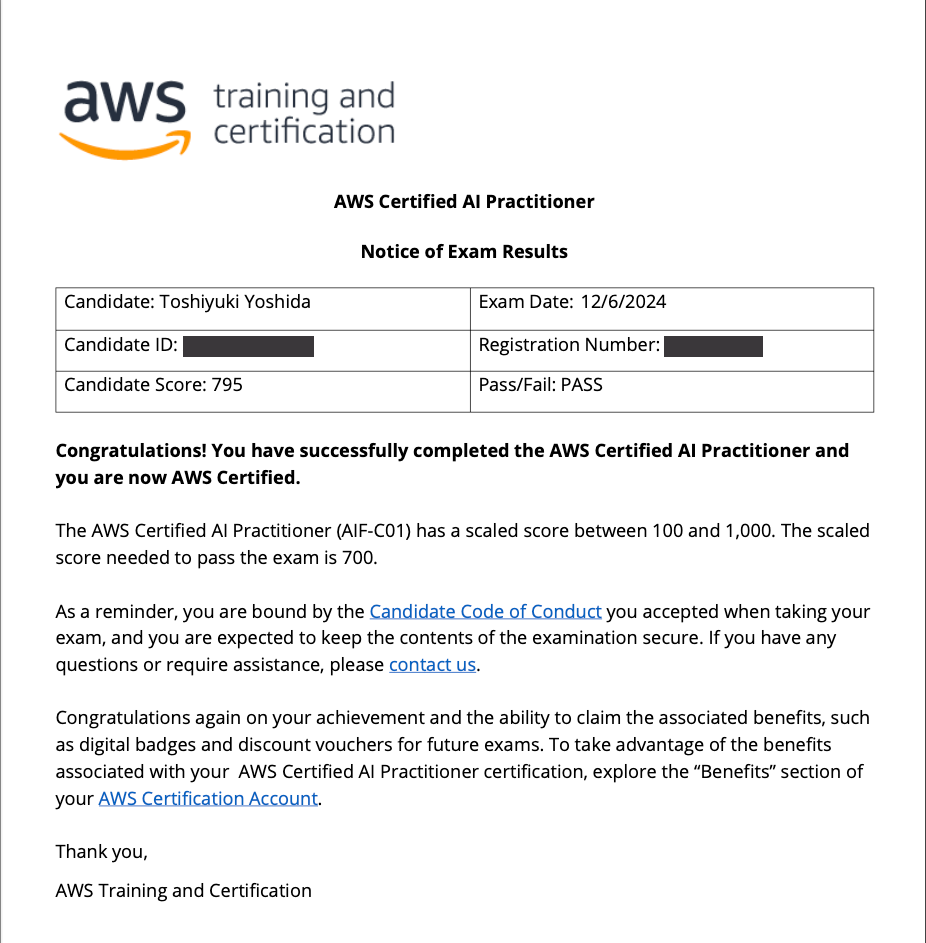 aws training and
certification
AWS Certified AI Practitioner
Notice of Exam Results
Candidate: Toshiyuki Yoshida
Exam Date: 12/6/2024
Candidate ID:
Registration Number:
Candidate Score: 795
Pass/Fail: PASS
Congratulations! You have successfully completed the AWS Certified AI Practitioner and
you are now AWS Certified.
The AWS Certified AI Practitioner (AIF-C01) has a scaled score between 100 and 1,000. The scaled
score needed to pass the exam is 700.
As a reminder, you are bound by the Candidate Code of Conduct you accepted when taking your
exam, and you are expected to keep the contents of the examination secure. If you have any
questions or require assistance, please contact us.
Congratulations again on your achievement and the ability to claim the associated benefits, such
as digital badges and discount vouchers for future exams. To take advantage of the benefits
associated with your  AWS Certified AI Practitioner certification, explore the “Benefits” section of
your AWS Certification Account.
Thank you,
AWS Training and Certification